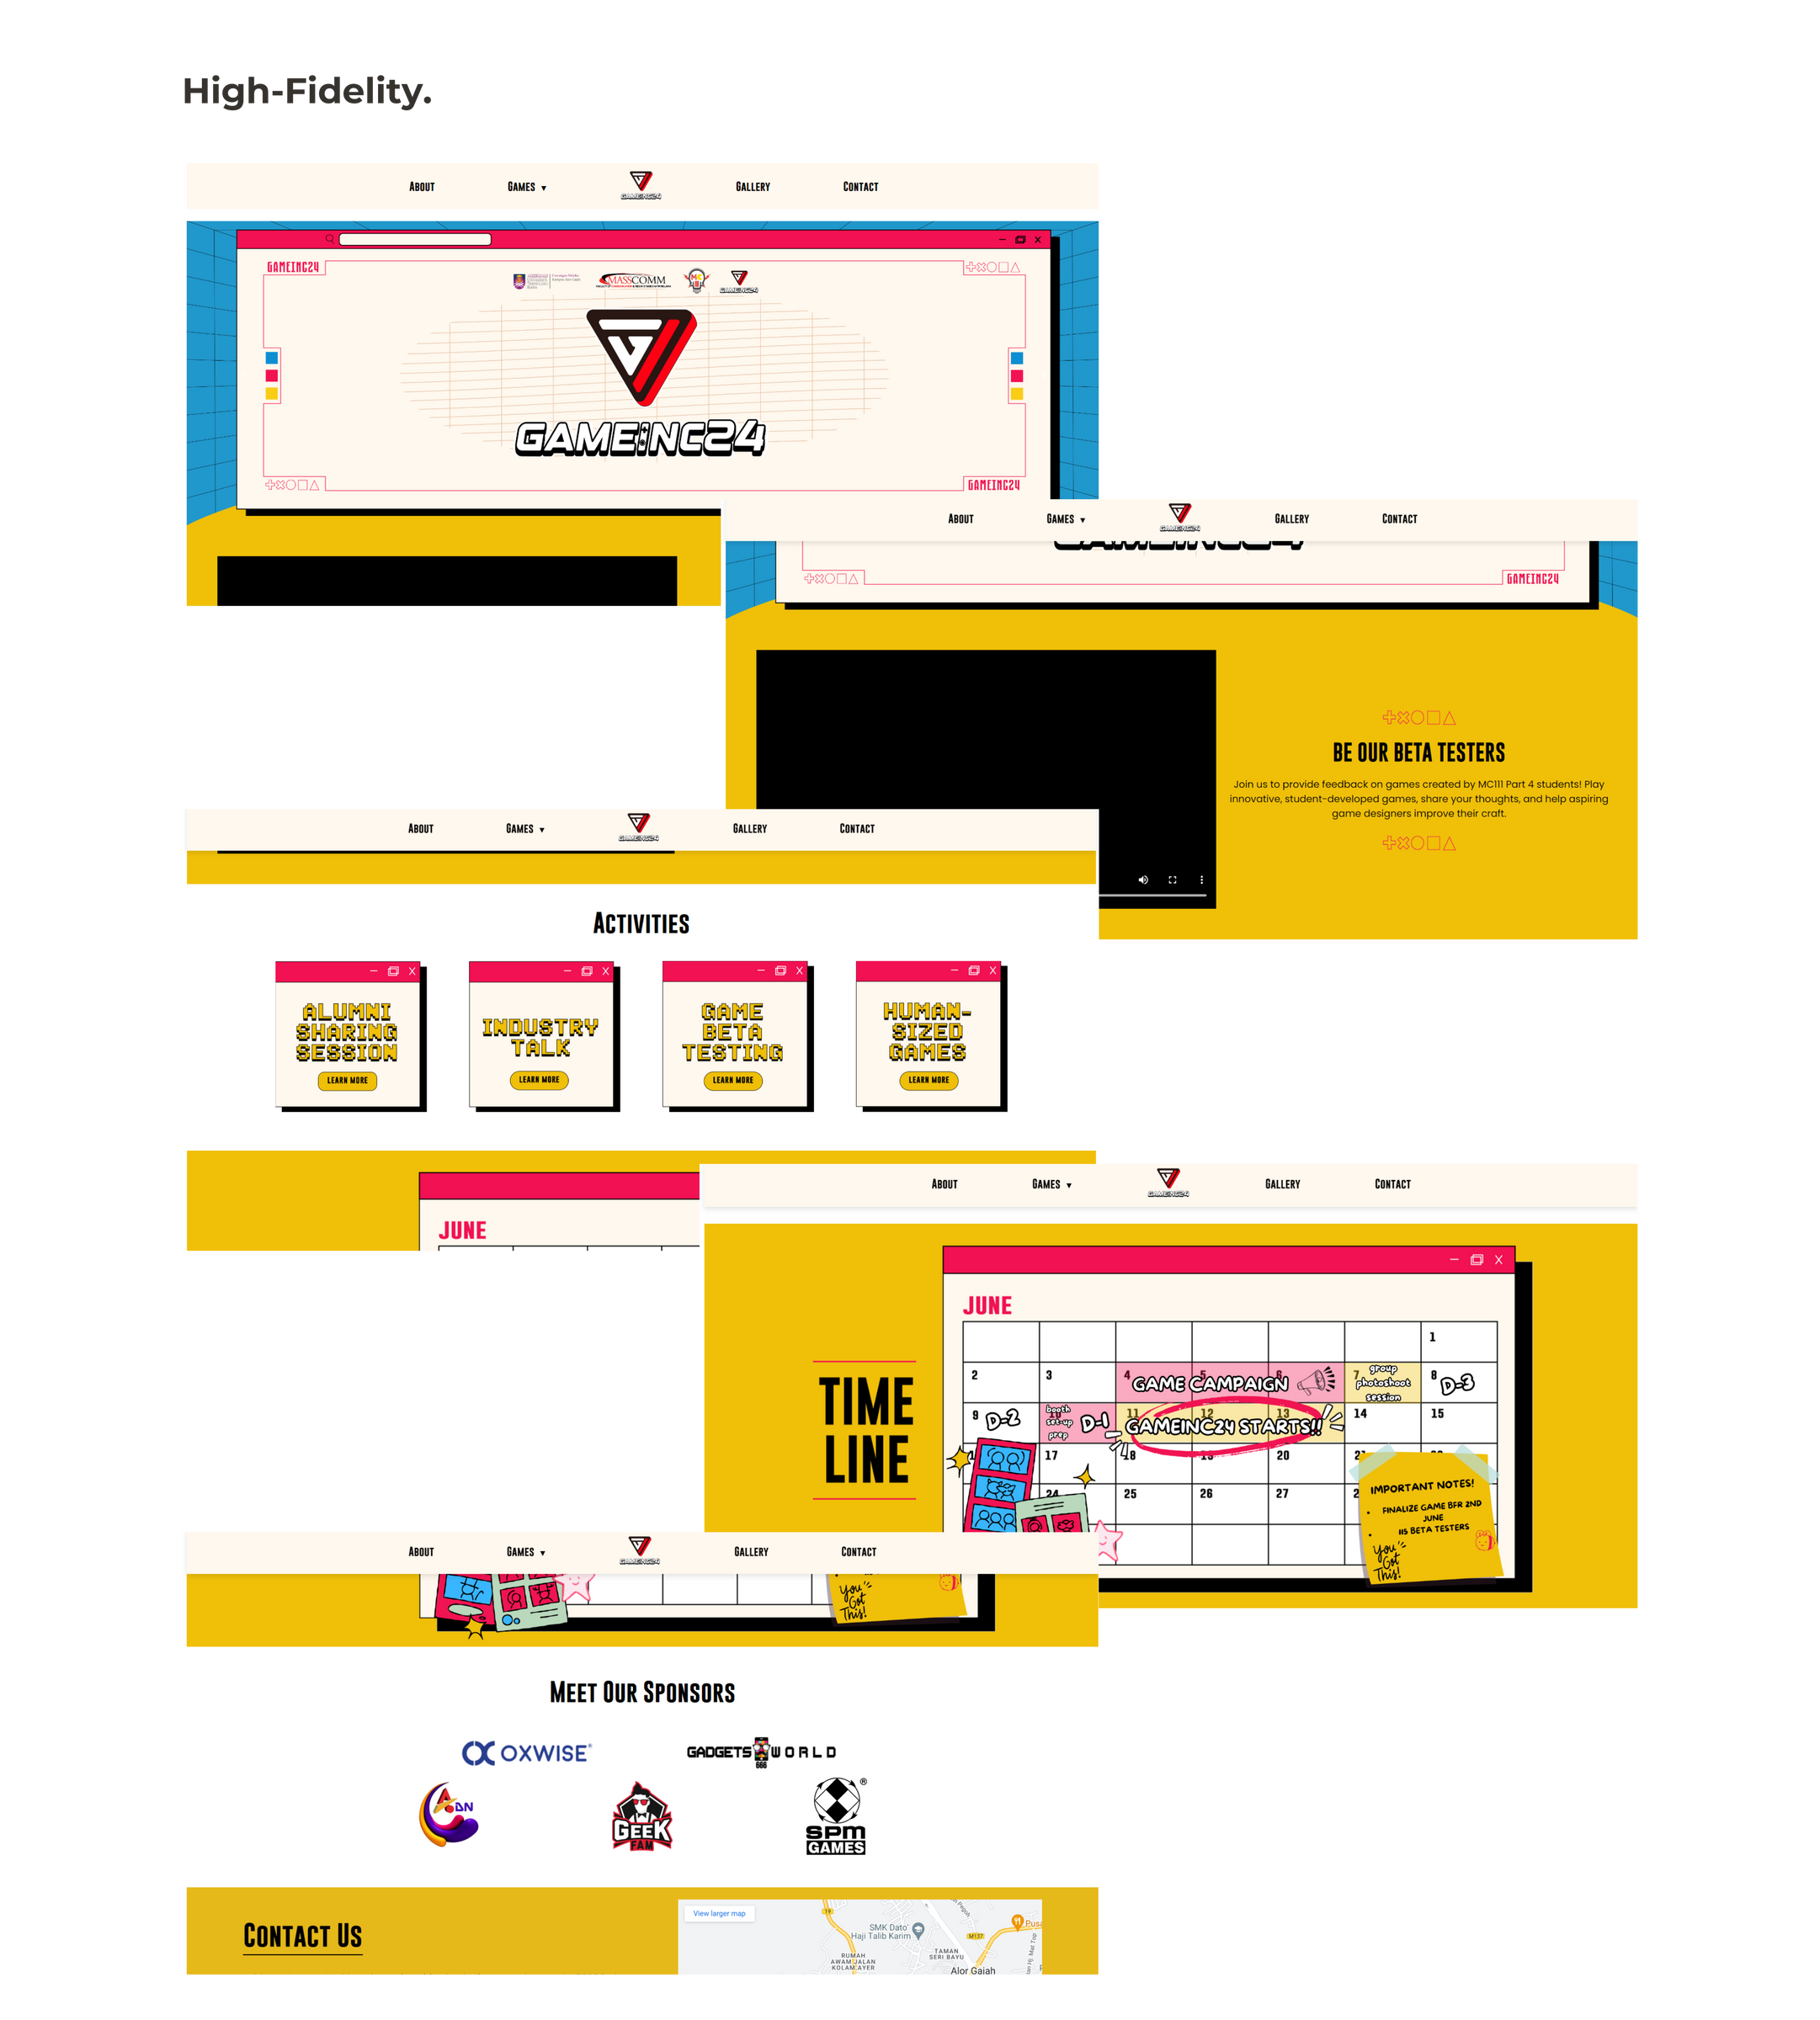 High-Fidelity.
ABOUT GAMES ▼ GAMEINC24 GALLERY CONTACT
GAMEINC24
MASSCOMM
GAMEINC24
GAMEINC24
GAMEINC24
ABOUT GAMES ▼ GAMEINC24 GALLERY CONTACT
GAMEINC24
GAMEINC24
BE OUR BETA TESTERS
Join us to provide feedback on games created by MC111 Part 4 students! Play
innovative, student-developed games, share your thoughts, and help aspiring
game designers improve their craft.
ABOUT GAMES ▼ GAMEINC24 GALLERY CONTACT
ACTIVITIES
ALUMNI
SHARING
SESSION
LEARN MORE
INDUSTRY
TALK
LEARN MORE
GAME
BETA
TESTING
LEARN MORE
HUMAN-
SIZED
GAMES
LEARN MORE
JUNE
ABOUT GAMES ▼ GAMEINC24 GALLERY CONTACT
TIME
LINE
JUNE
1
2 3 4 5 6 7 8
GAME CAMPAIGN
group
photoshoot
session
D-3
9 10 11 12 13 14 15
D-2
booth
set-up
prep
D-1
GAMEINC24 STARTS!!
17 18 19 20
24 25 26 27
IMPORTANT NOTES!
• FINALIZE GAME BFR 2ND
JUNE
• 115 BETA TESTERS
You
Got
This!
ABOUT GAMES ▼ GAMEINC24 GALLERY CONTACT
You
Got
This!
MEET OUR SPONSORS
OXWISE
GADGETS WORLD
666
ADN
GEEK
FAM
SPM
GAMES
®
CONTACT US
View larger map
19
SMK Dato'
Haji Talib Karim
RUMAH
AWAM JALAN
KOLAM AYER
TAMAN
SERI BAYU
M137
Alor Gajah